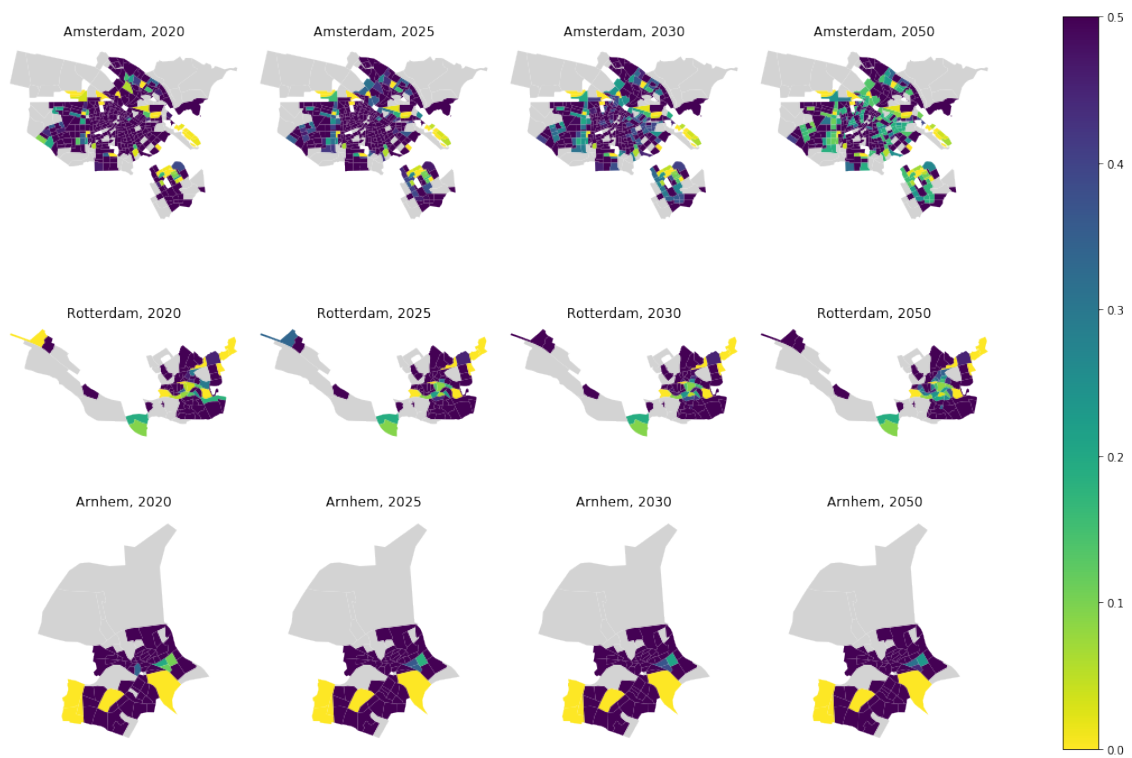 Amsterdam, 2020
Amsterdam, 2025
Amsterdam, 2030
Amsterdam, 2050
Rotterdam, 2020
Rotterdam, 2025
Rotterdam, 2030
Rotterdam, 2050
Arnhem, 2020
Arnhem, 2025
Arnhem, 2030
Arnhem, 2050
0.5
0.4
0.3
0.2
0.1
0.0